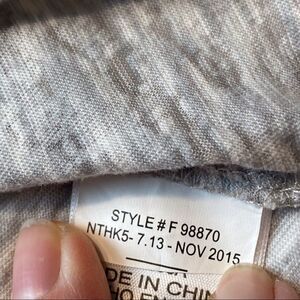 STYLE # F 98870
NTHK5- 7.13 - NOV 2015
DE IN CHIN